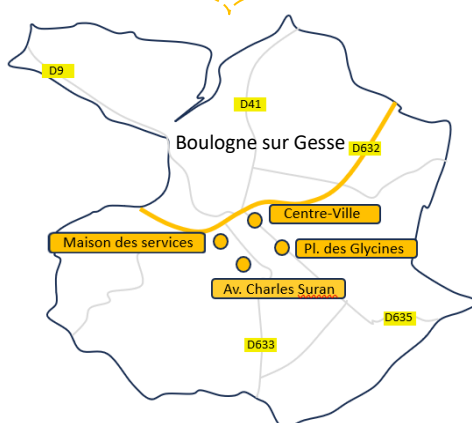 D9
D41
Boulogne sur Gesse
D632
Centre-Ville
Maison des services
Pl. des Glycines
Av. Charles Suran
D635
D633